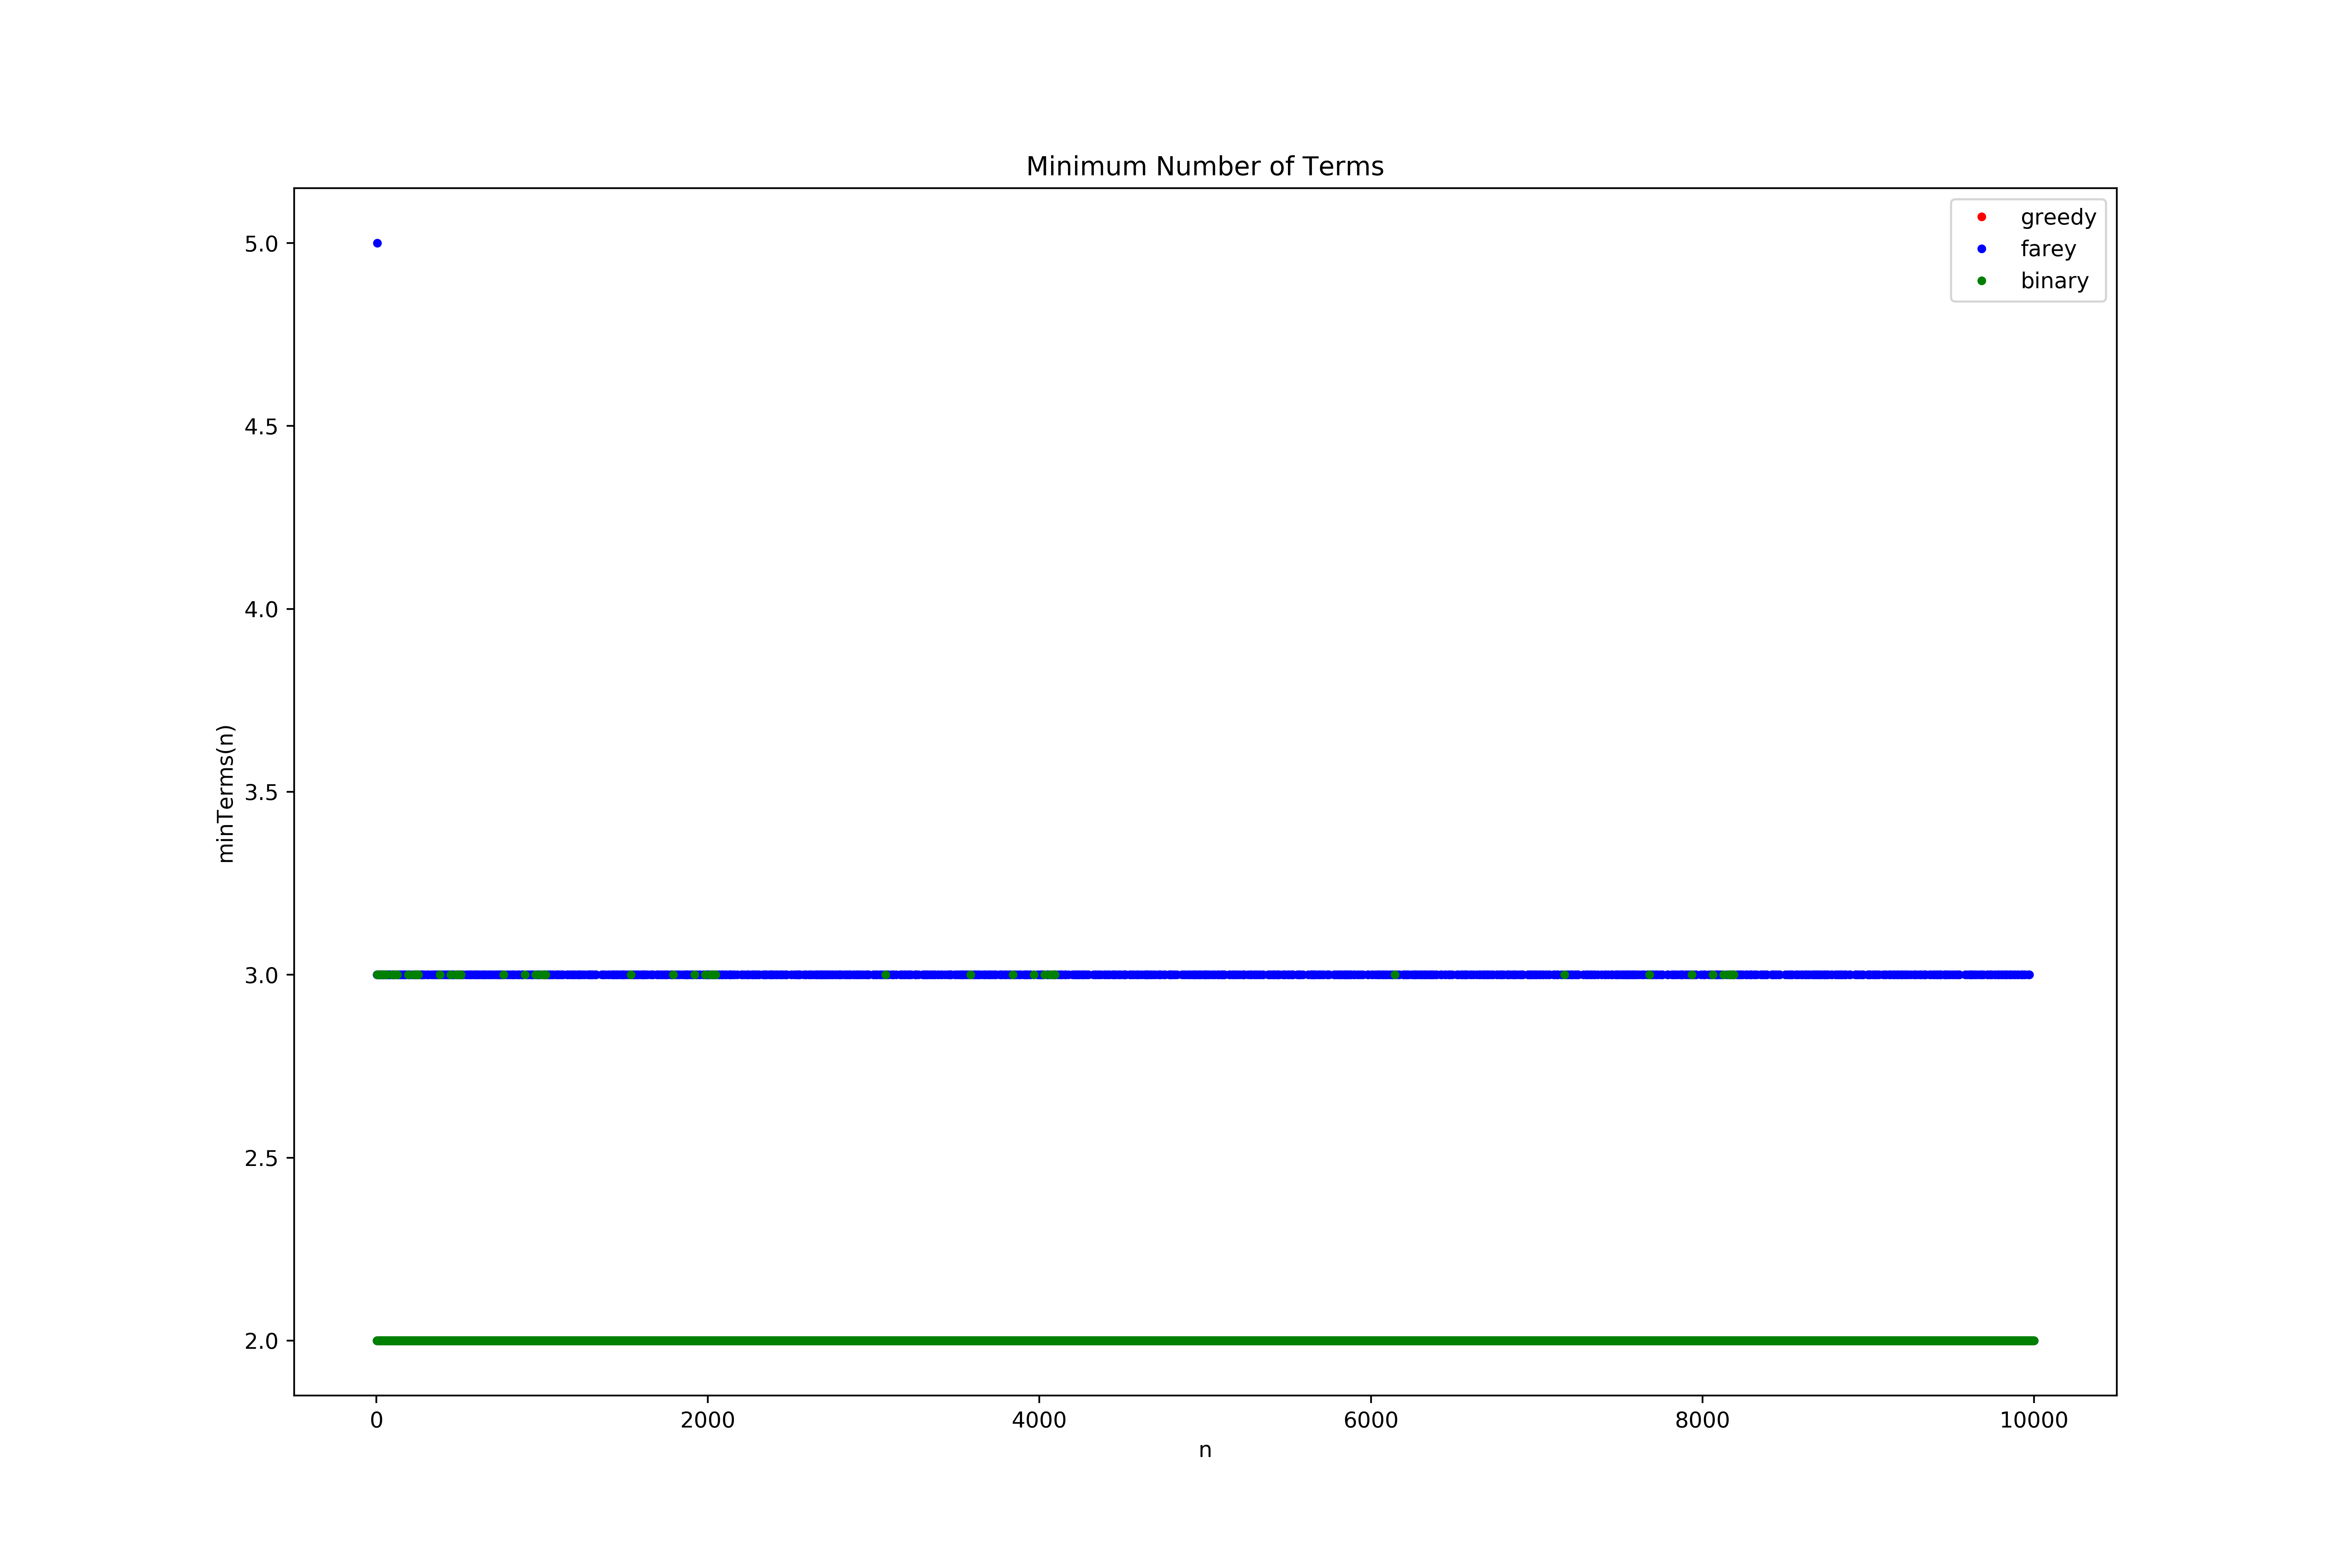 Minimum Number of Terms
greedy
farey
binary
5.0
4.5
4.0
3.5
3.0
2.5
2.0
minTerms(n)
0 2000 4000 6000 8000 10000
n